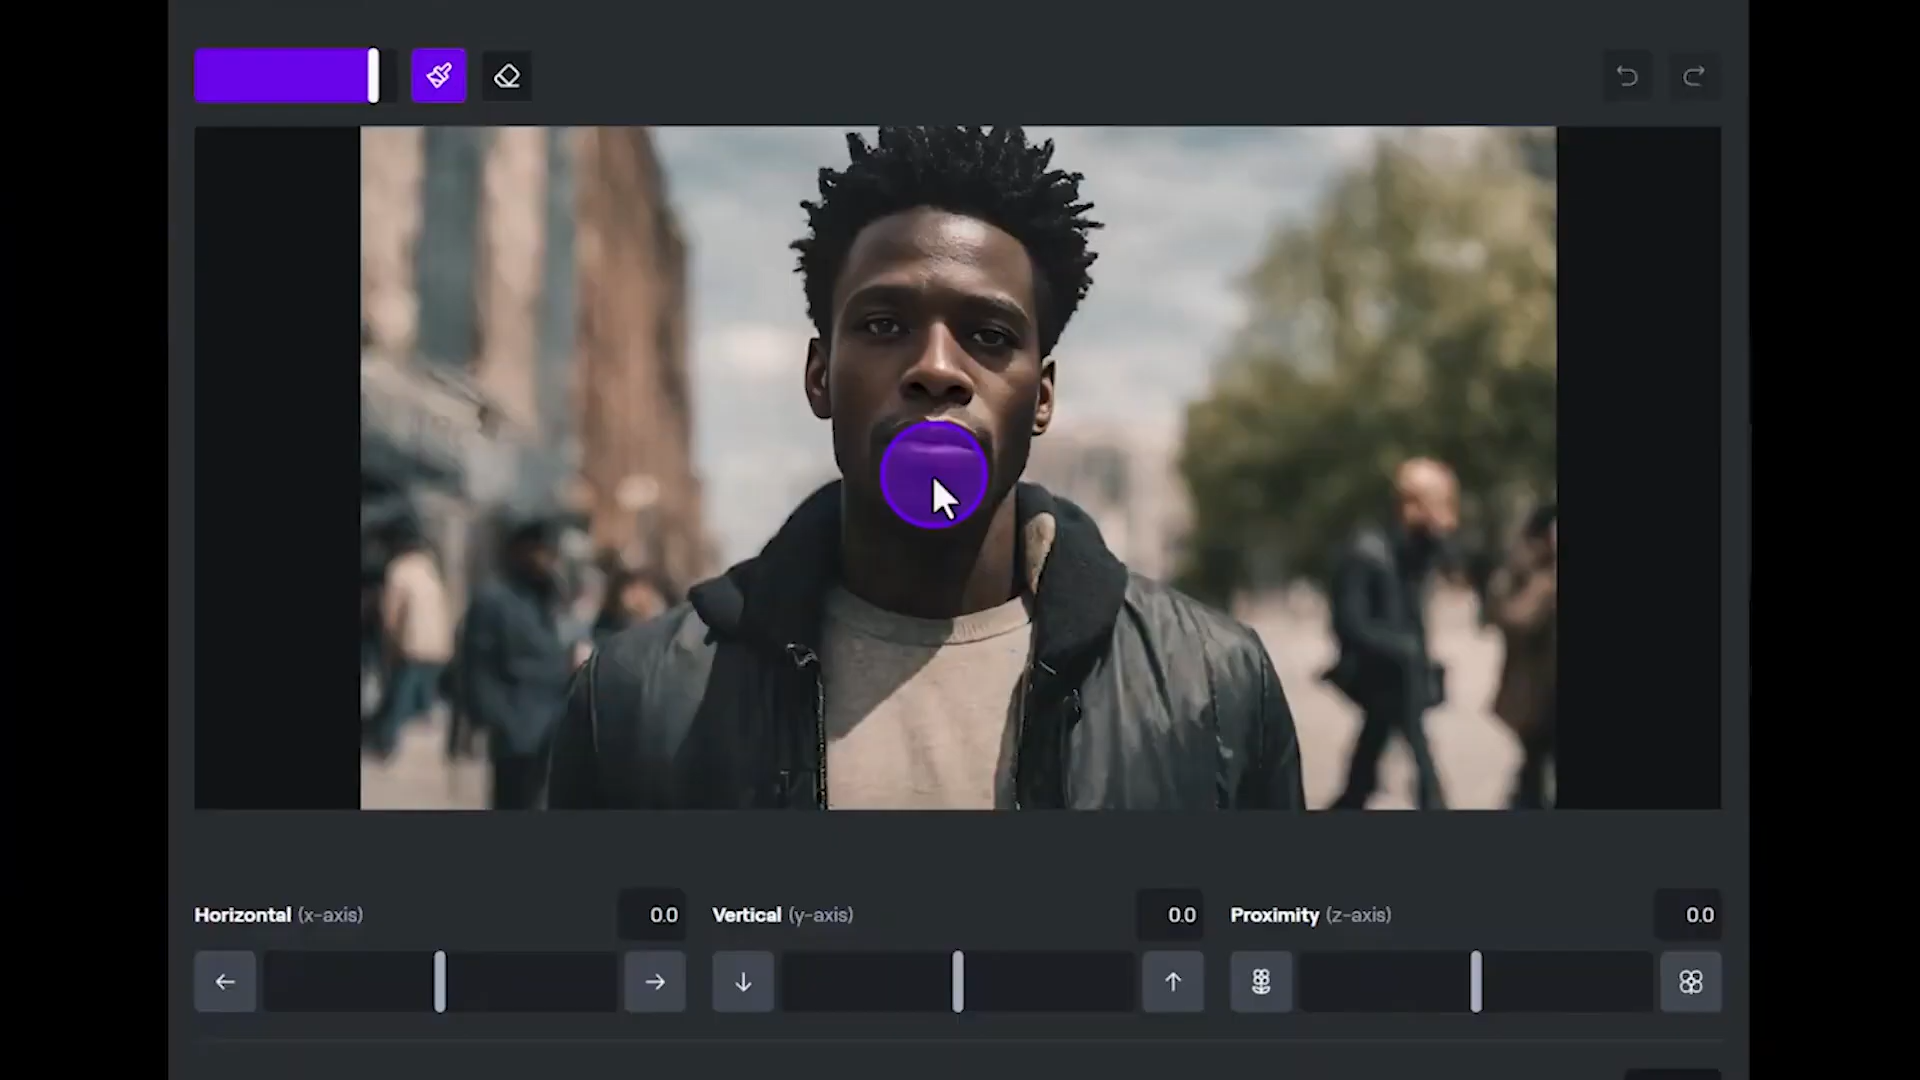 Horizontal (x-axis) 0.0 Vertical (y-axis) 0.0 Proximity (z-axis) 0.0